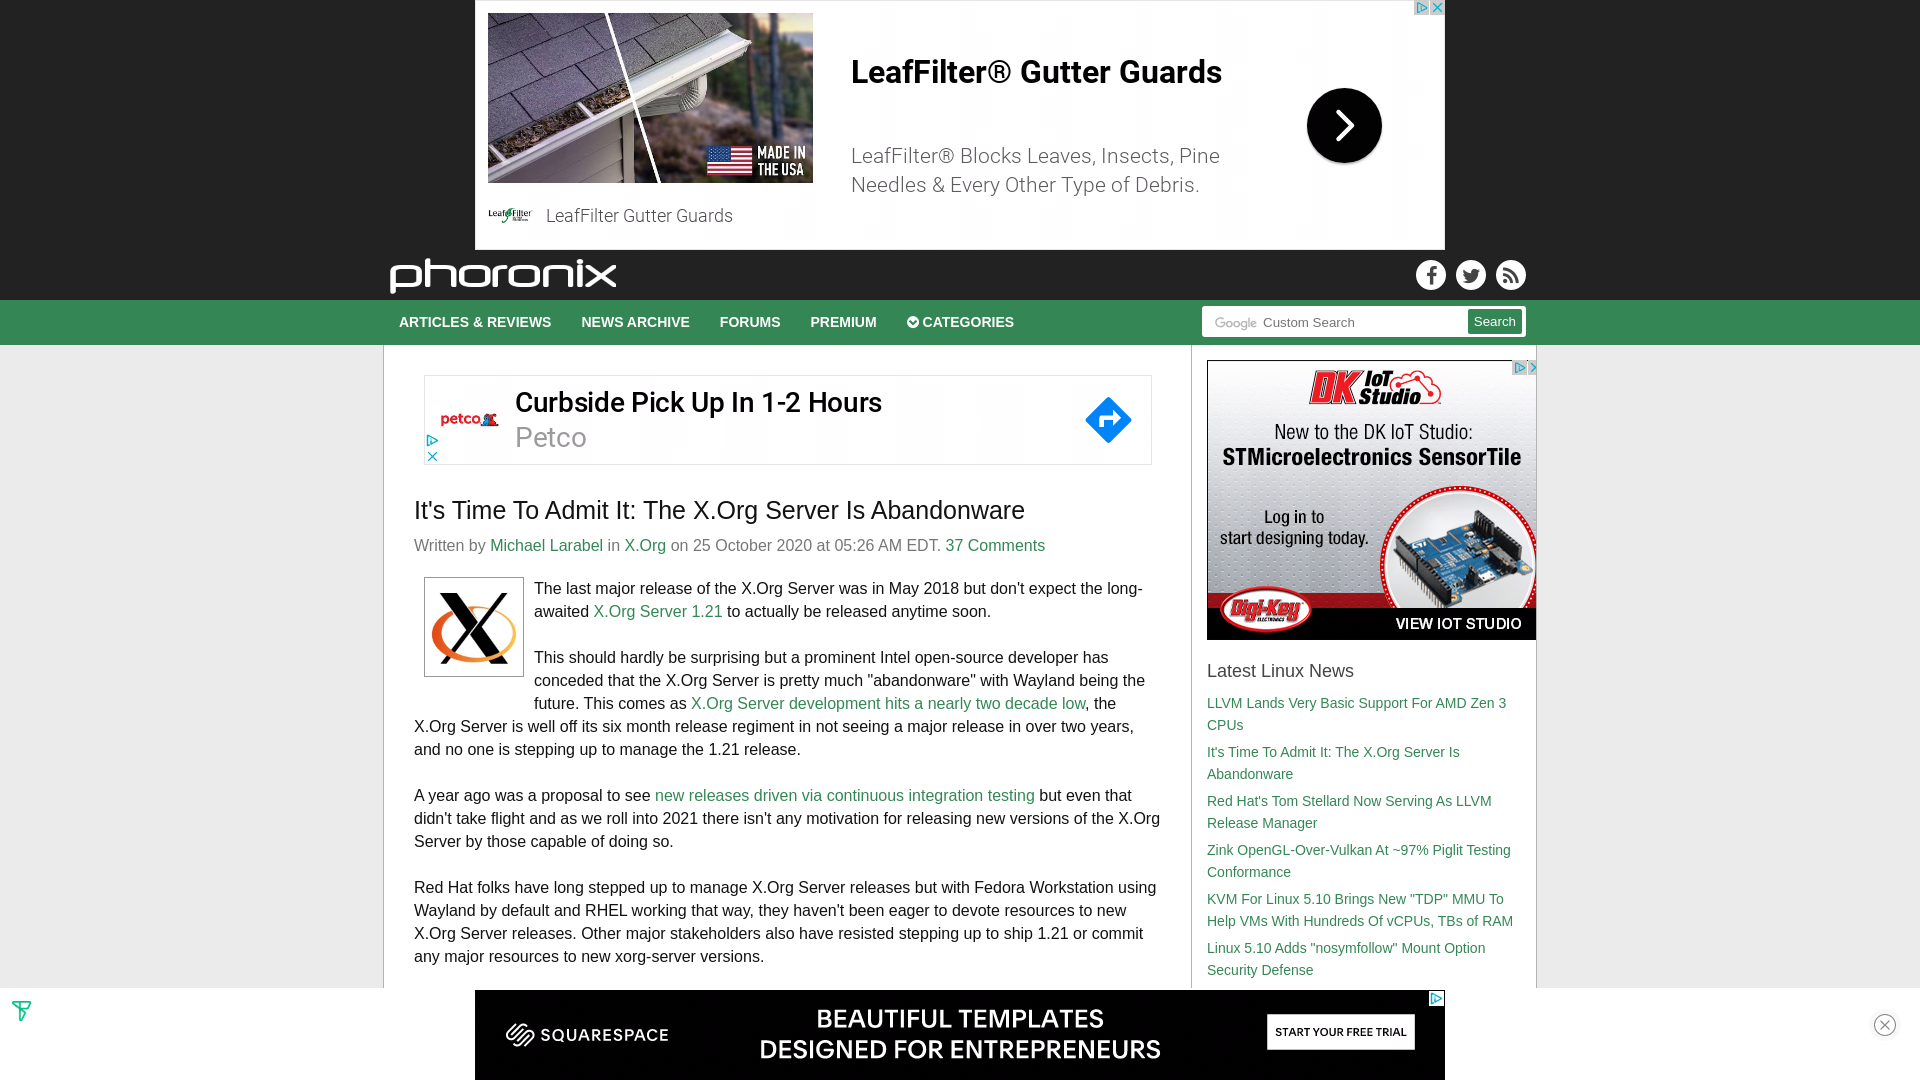 LeafFilter® Gutter Guards
LeafFilter® Blocks Leaves, Insects, Pine
Needles & Every Other Type of Debris.
MADE IN
THE USA
LeafFilter
LeafFilter Gutter Guards
phoronix
ARTICLES & REVIEWS
NEWS ARCHIVE
FORUMS
PREMIUM
CATEGORIES
Google Custom Search
Search
petco
Curbside Pick Up In 1-2 Hours
Petco
It's Time To Admit It: The X.Org Server Is Abandonware
Written by Michael Larabel in X.Org on 25 October 2020 at 05:26 AM EDT. 37 Comments
The last major release of the X.Org Server was in May 2018 but don't expect the long-
awaited X.Org Server 1.21 to actually be released anytime soon.
This should hardly be surprising but a prominent Intel open-source developer has
conceded that the X.Org Server is pretty much "abandonware" with Wayland being the
future. This comes as X.Org Server development hits a nearly two decade low, the
X.Org Server is well off its six month release regiment in not seeing a major release in over two years,
and no one is stepping up to manage the 1.21 release.
A year ago was a proposal to see new releases driven via continuous integration testing but even that
didn't take flight and as we roll into 2021 there isn't any motivation for releasing new versions of the X.Org
Server by those capable of doing so.
Red Hat folks have long stepped up to manage X.Org Server releases but with Fedora Workstation using
Wayland by default and RHEL working that way, they haven't been eager to devote resources to new
X.Org Server releases. Other major stakeholders also have resisted stepping up to ship 1.21 or commit
any major resources to new xorg-server versions.
DK IoT
Studio
New to the DK IoT Studio:
STMicroelectronics SensorTile
Log in to
start designing today.
Digi-Key
ELECTRONICS
VIEW IOT STUDIO
Latest Linux News
LLVM Lands Very Basic Support For AMD Zen 3
CPUs
It's Time To Admit It: The X.Org Server Is
Abandonware
Red Hat's Tom Stellard Now Serving As LLVM
Release Manager
Zink OpenGL-Over-Vulkan At ~97% Piglit Testing
Conformance
KVM For Linux 5.10 Brings New "TDP" MMU To
Help VMs With Hundreds Of vCPUs, TBs of RAM
Linux 5.10 Adds "nosymfollow" Mount Option
Security Defense
SQUARESPACE
BEAUTIFUL TEMPLATES
DESIGNED FOR ENTREPRENEURS
START YOUR FREE TRIAL